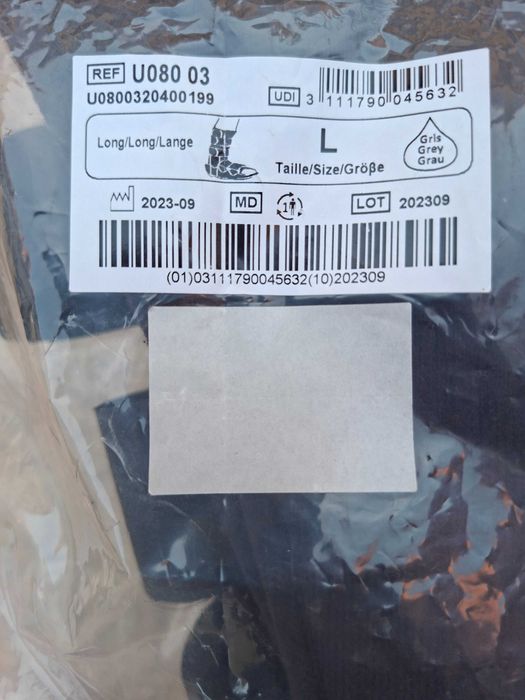 REF U080 03
U0800320400199
UDI 3 111790 045632
Long/Long/Lange
L
Taille/Size/Größe
Gris
Grey
Grau
2023-09 MD 1 LOT 202309
(01)03111790045632(10)202309